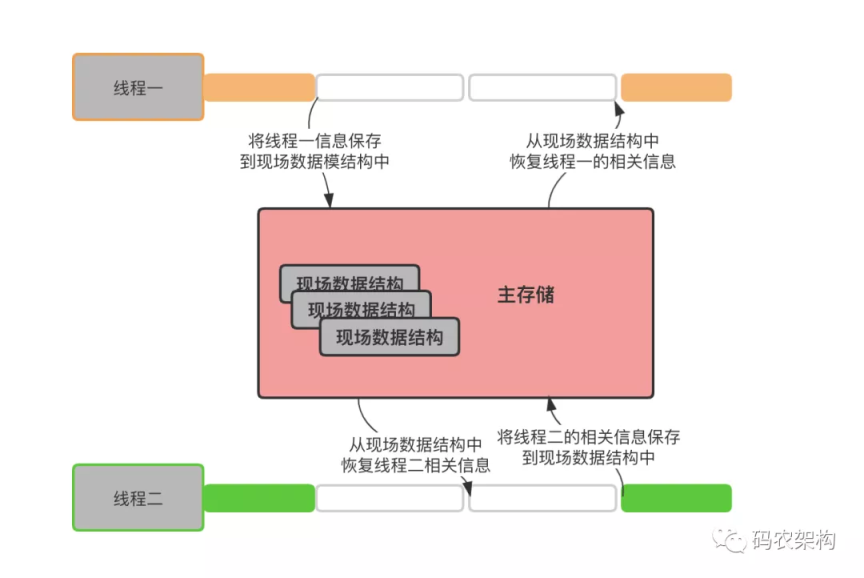 线程一
将线程一信息保存
到现场数据模结构中
从现场数据结构中
恢复线程一的相关信息
现场数据结构
现场数据结构
现场数据结构
主存储
从现场数据结构中
恢复线程二相关信息
将线程二的相关信息保存
到现场数据结构中
线程二
码农架构